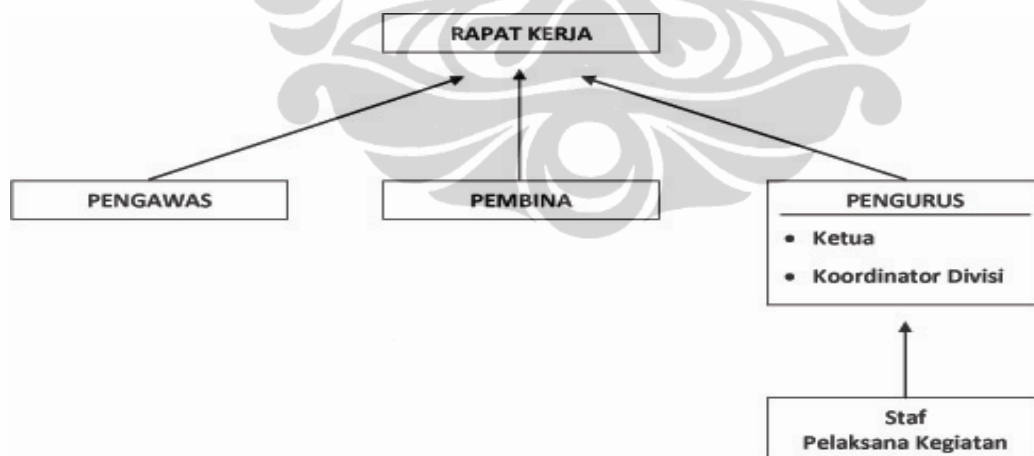 RAPAT KERJA
PENGAWAS
PEMBINA
PENGURUS
• Ketua
• Koordinator Divisi
Staf
Pelaksana Kegiatan